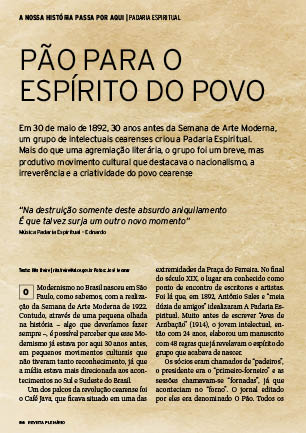 A NOSSA HISTÓRIA PASSA POR AQUI | PADARIA ESPIRITUAL
PÃO PARA O
ESPÍRITO DO POVO
Em 30 de maio de 1892, 30 anos antes da Semana de Arte Moderna,
um grupo de intelectuais cearenses criou a Padaria Espiritual.
Mais do que uma agremiação literária, o grupo foi um breve, mas
produtivo movimento cultural que destacava o nacionalismo, a
irreverência e a criatividade do povo cearense
"Na destruição somente deste absurdo aniquilamento
É que talvez surja um outro novo momento"
Música Padaria Espiritual - Ednardo
Texto: Fotos:
O Modernismo no Brasil nasceu em São
Paulo, como sabemos, com a realiza-
ção da Semana de Arte Moderna de 1922.
Contudo, através de uma pequena olhada
na história – algo que deveríamos fazer
sempre –, é possível perceber que esse Mo-
dernismo já estava por aqui 30 anos antes,
em pequenos movimentos culturais que
não tiveram tanto reconhecimento, já que
a mídia estava mais direcionada aos acon-
tecimentos no Sul e Sudeste do Brasil.
Um dos palcos da revolução cearense foi
o Café Java, que ficava situado em uma das
extremidades da Praça do Ferreira. No final
do século XIX, o lugar era conhecido como
ponto de encontro de escritores e artistas.
Foi lá que, em 1892, Antônio Sales e "meia
dúzia de amigos" idealizaram A Padaria Es-
piritual. Muito antes de escrever "Aves de
Arribação" (1914), o jovem intelectual, en-
tão com 24 anos, elaborou um manuscrito
com 48 regras que já revelavam o espírito do
grupo que acabava de nascer.
Os sócios eram chamados de "padeiros",
o presidente era o "primeiro-forneiro" e as
sessões chamavam-se "fornadas", já que
aconteciam no "forno". O jornal editado
por eles era denominado O Pão. Todos os
66 REVISTA PLENÁRIO